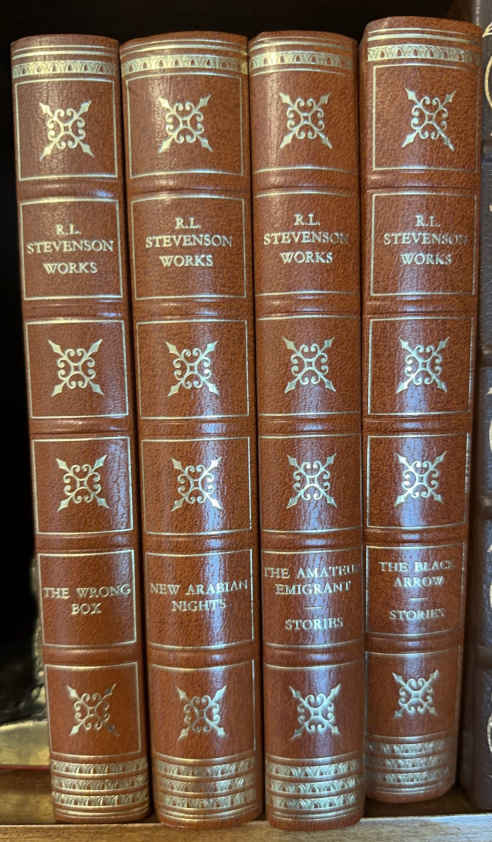 R.L.
STEVENSON
WORKS
THE WRONG
BOX
R.L.
STEVENSON
WORKS
NEW ARABIAN
NIGHTS
R.L.
STEVENSON
WORKS
THE AMATEUR
EMIGRANT
STORIES
R.L.
STEVENSON
WORKS
THE BLACK
ARROW
STORIES